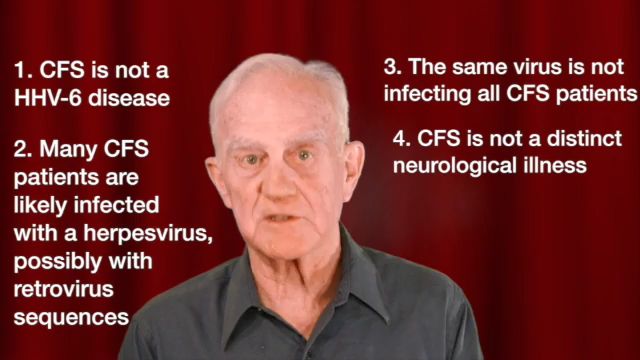 1. CFS is not a
HHV-6 disease
2. Many CFS
patients are
likely infected
with a herpesvirus,
possibly with
retrovirus
sequences
3. The same virus is not
infecting all CFS patients
4. CFS is not a distinct
neurological illness